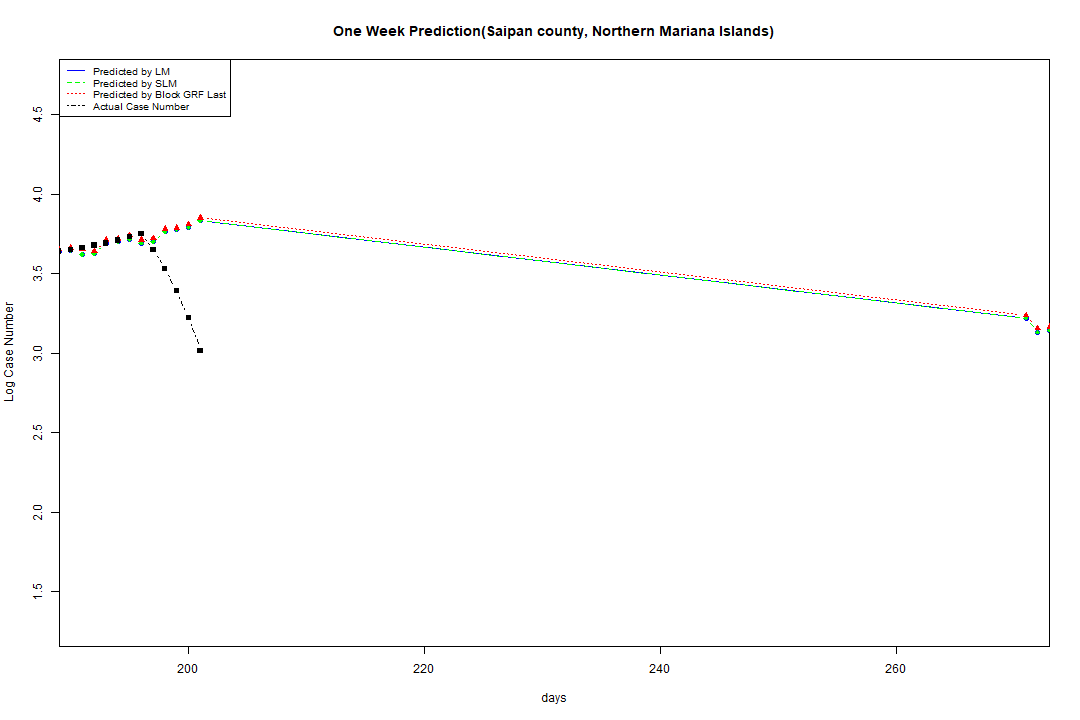 One Week Prediction(Saipan county, Northern Mariana Islands)
Predicted by LM
Predicted by SLM
Predicted by Block GRF Last
Actual Case Number
4.5
4.0
3.5
3.0
2.5
2.0
1.5
Log Case Number
200
220
240
260
days